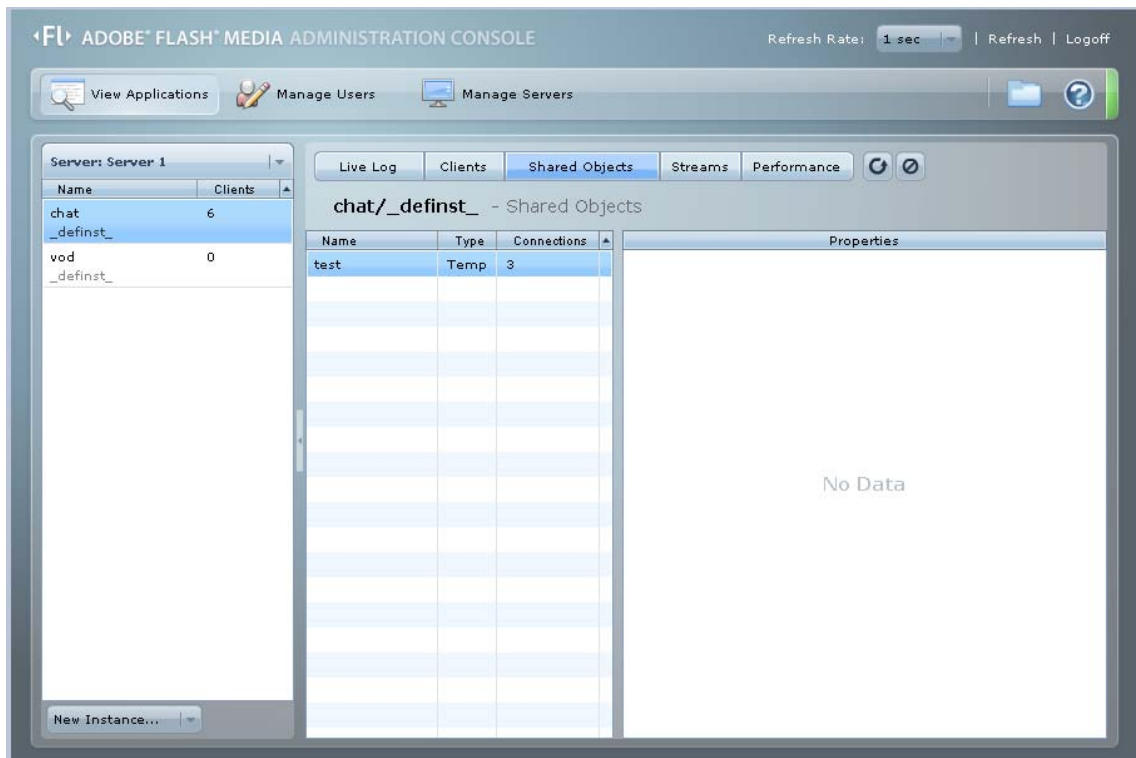 Fl ADOBE® FLASH® MEDIA ADMINISTRATION CONSOLE
Refresh Rate: 1 sec | Refresh | Logoff
View Applications Manage Users Manage Servers
Server: Server 1
Name Clients
chat 6
_definst_
vod 0
_definst_
New Instance...
Live Log Clients Shared Objects Streams Performance
chat/_definst_ - Shared Objects
Name Type Connections
test Temp 3
Properties
No Data